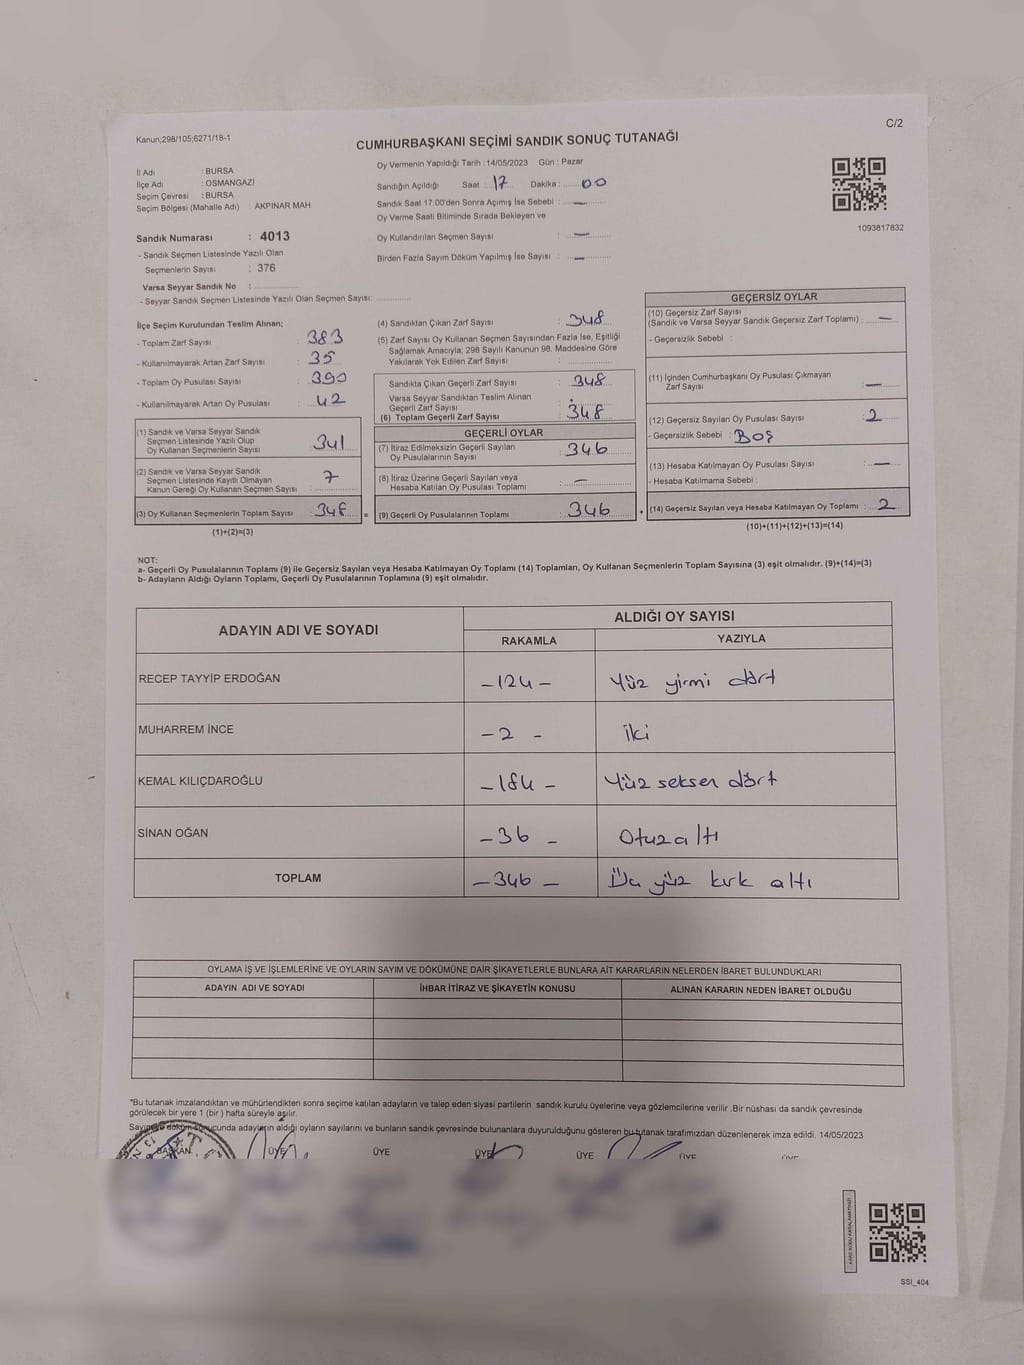 C/2
Kanun;298/105;6271/18-1
CUMHURBAŞKANI SEÇİMİ SANDIK SONUÇ TUTANAĞI
Oy Vermenin Yapıldığı Tarih :14/05/2023 Gün : Pazar
İl Adı : BURSA
İlçe Adı : OSMANGAZİ
Seçim Çevresi : BURSA
Seçim Bölgesi (Mahalle Adı) : AKPINAR MAH.
Sandığın Açıldığı Saat : 17 Dakika : 00
Sandık Saat 17:00'den Sonra Açımış İse Sebebi : —
Oy Verme Saati Bitiminde Sırada Bekleyen ve
Oy Kullandırılan Seçmen Sayısı : —
Birden Fazla Sayım Döküm Yapılmış İse Sayısı : —
1093817832
Sandık Numarası : 4013
- Sandık Seçmen Listesinde Yazılı Olan
Seçmenlerin Sayısı : 376
Varsa Seyyar Sandık No :
- Seyyar Sandık Seçmen Listesinde Yazılı Olan Seçmen Sayısı:
İlçe Seçim Kurulundan Teslim Alınan;
- Toplam Zarf Sayısı : 383
- Kullanılmayarak Artan Zarf Sayısı : 35
- Toplam Oy Pusulası Sayısı : 390
- Kullanılmayarak Artan Oy Pusulası : 42
(1) Sandık ve Varsa Seyyar Sandık
Seçmen Listesinde Yazılı Olup
Oy Kullanan Seçmenlerin Sayısı 341
(2) Sandık ve Varsa Seyyar Sandık
Seçmen Listesinde Kayıtlı Olmayan
Kanun Gereği Oy Kullanan Seçmen Sayısı 7
(3) Oy Kullanan Seçmenlerin Toplam Sayısı : 348 =
(1)+(2)=(3)
(4) Sandıktan Çıkan Zarf Sayısı : 348
(5) Zarf Sayısı Oy Kullanan Seçmen Sayısından Fazla İse, Eşitliği
Sağlamak Amacıyla; 298 Sayılı Kanunun 98. Maddesine Göre
Yakılarak Yok Edilen Zarf Sayısı :
Sandıkta Çıkan Geçerli Zarf Sayısı : 348
Varsa Seyyar Sandıktan Teslim Alınan
Geçerli Zarf Sayısı :
(6) Toplam Geçerli Zarf Sayısı : 348
GEÇERLİ OYLAR
(7) İtiraz Edilmeksizin Geçerli Sayılan
Oy Pusulalarının Sayısı : 346
(8) İtiraz Üzerine Geçerli Sayılan veya
Hesaba Katılan Oy Pusulası Toplamı : —
(9) Geçerli Oy Pusulalarının Toplamı : 346 +
GEÇERSİZ OYLAR
(10) Geçersiz Zarf Sayısı
(Sandık ve Varsa Seyyar Sandık Geçersiz Zarf Toplamı) : —
- Geçersizlik Sebebi :
(11) İçinden Cumhurbaşkanı Oy Pusulası Çıkmayan
Zarf Sayısı : —
(12) Geçersiz Sayılan Oy Pusulası Sayısı : 2
- Geçersizlik Sebebi : BOŞ
(13) Hesaba Katılmayan Oy Pusulası Sayısı : —
- Hesaba Katılmama Sebebi :
(14) Geçersiz Sayılan veya Hesaba Katılmayan Oy Toplamı : 2
(10)+(11)+(12)+(13)=(14)
NOT:
a- Geçerli Oy Pusulalarının Toplamı (9) ile Geçersiz Sayılan veya Hesaba Katılmayan Oy Toplamı (14) Toplamları, Oy Kullanan Seçmenlerin Toplam Sayısına (3) eşit olmalıdır. (9)+(14)=(3)
b- Adayların Aldığı Oyların Toplamı, Geçerli Oy Pusulalarının Toplamına (9) eşit olmalıdır.
ADAYIN ADI VE SOYADI
ALDIĞI OY SAYISI
RAKAMLA YAZIYLA
RECEP TAYYİP ERDOĞAN – 124 – Yüz yirmi dört
MUHARREM İNCE – 2 – iki
KEMAL KILIÇDAROĞLU – 184 – Yüz seksen dört
SİNAN OĞAN – 36 – Otuz altı
TOPLAM – 346 – Üç yüz kırk altı
OYLAMA İŞ VE İŞLEMLERİNE VE OYLARIN SAYIM VE DÖKÜMÜNE DAİR ŞİKAYETLERLE BUNLARA AİT KARARLARIN NELERDEN İBARET BULUNDUKLARI
ADAYIN ADI VE SOYADI İHBAR İTİRAZ VE ŞİKAYETİN KONUSU ALINAN KARARIN NEDEN İBARET OLDUĞU
*Bu tutanak imzalandıktan ve mühürlendikten sonra seçime katılan adayların ve talep eden siyasi partilerin sandık kurulu üyelerine veya gözlemcilerine verilir .Bir nüshası da sandık çevresinde
görülecek bir yere 1 (bir ) hafta süreyle asılır.
Sayım ve döküm sonucunda adayların aldığı oyların sayılarını ve bunların sandık çevresinde bulunanlara duyurulduğunu gösteren bu tutanak tarafımızdan düzenlenerek imza edildi. 14/05/2023
BAŞKAN ÜYE ÜYE ÜYE ÜYE ÜYE ÜYE
SSI_404